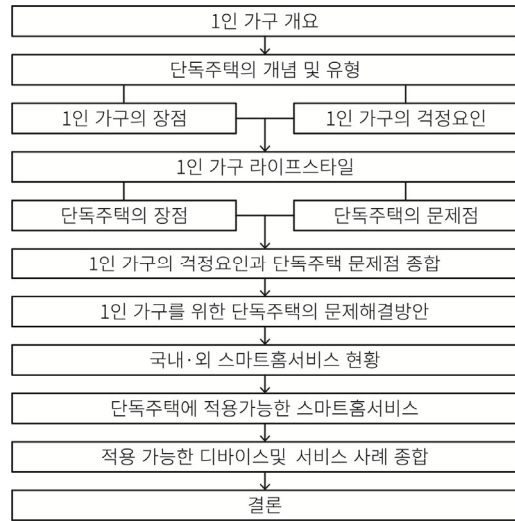 1인 가구 개요
단독주택의 개념 및 유형
1인 가구의 장점
1인 가구의 걱정요인
1인 가구 라이프스타일
단독주택의 장점
단독주택의 문제점
1인 가구의 걱정요인과 단독주택 문제점 종합
1인 가구를 위한 단독주택의 문제해결방안
국내·외 스마트홈서비스 현황
단독주택에 적용가능한 스마트홈서비스
적용 가능한 디바이스및 서비스 사례 종합
결론